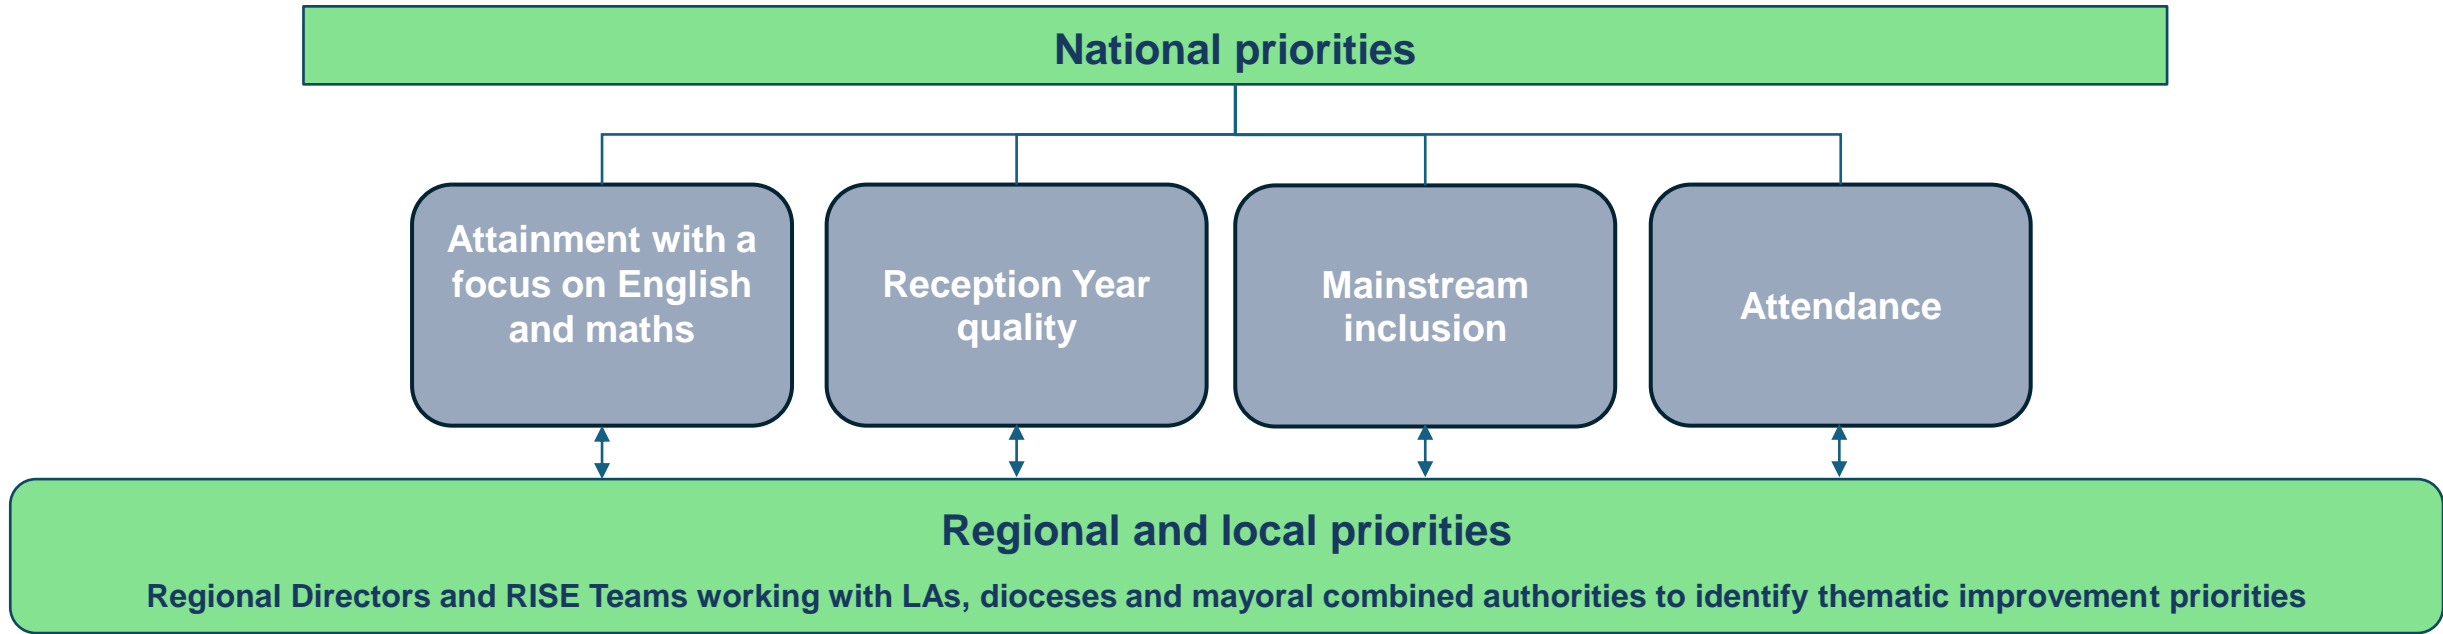 National priorities
Attainment with a
focus on English
and maths
Reception Year
quality
Mainstream
inclusion
Attendance
Regional and local priorities
Regional Directors and RISE Teams working with LAs, dioceses and mayoral combined authorities to identify thematic improvement priorities